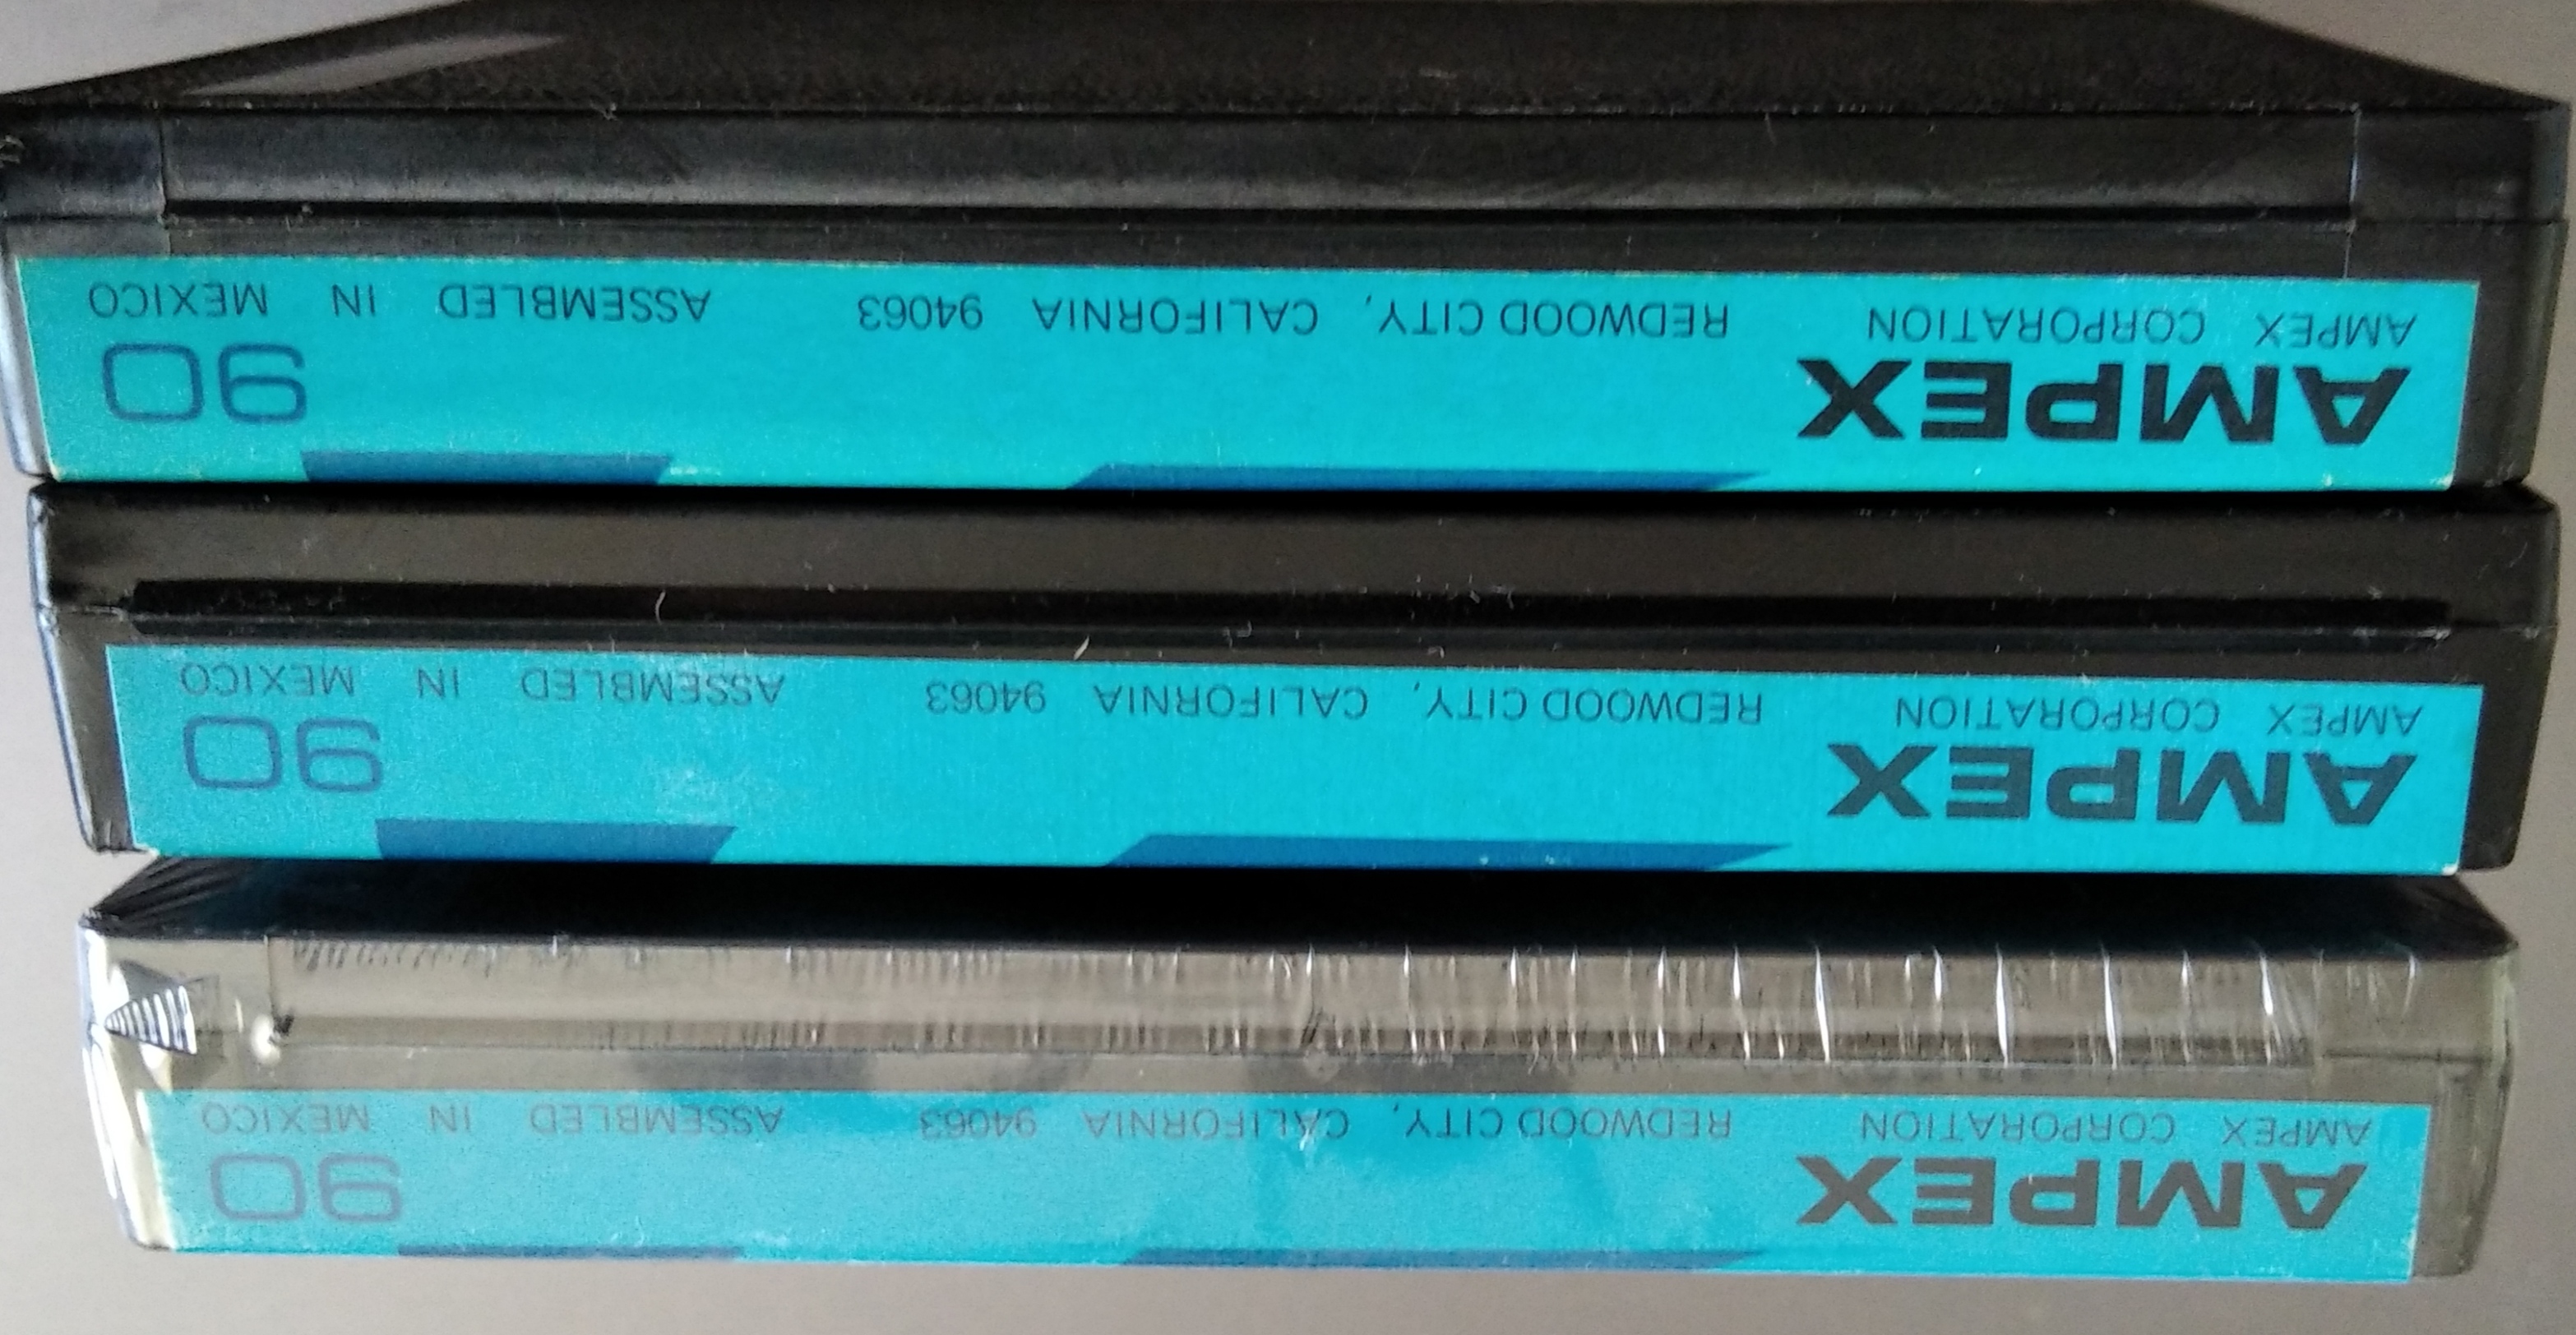 AMPEX 90
AMPEX CORPORATION REDWOOD CITY, CALIFORNIA 94063 ASSEMBLED IN MEXICO
AMPEX 90
AMPEX CORPORATION REDWOOD CITY, CALIFORNIA 94063 ASSEMBLED IN MEXICO
AMPEX 90
AMPEX CORPORATION REDWOOD CITY, CALIFORNIA 94063 ASSEMBLED IN MEXICO